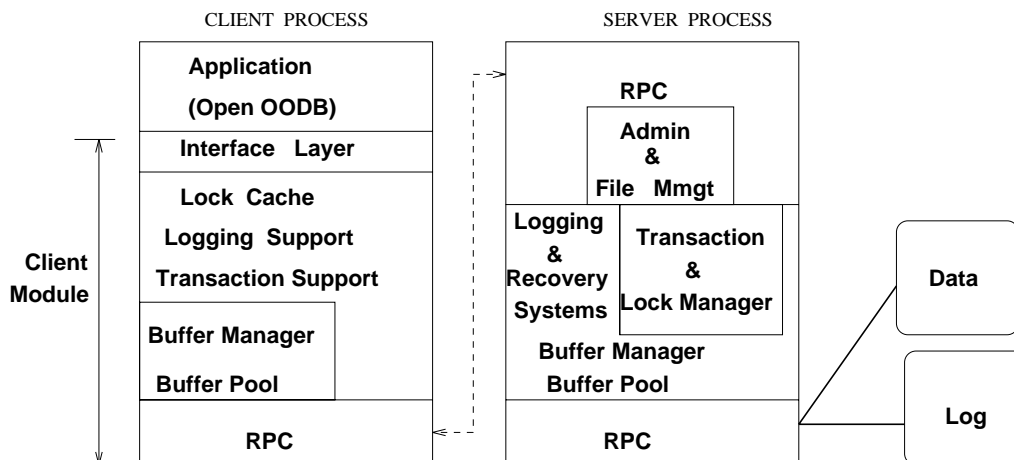 CLIENT PROCESS
Application
(Open OODB)
Interface Layer
Lock Cache
Logging Support
Transaction Support
Buffer Manager
Buffer Pool
RPC
Client
Module
SERVER PROCESS
RPC
Admin
&
File Mmgt
Logging
&
Recovery
Systems
Transaction
&
Lock Manager
Buffer Manager
Buffer Pool
RPC
Data
Log